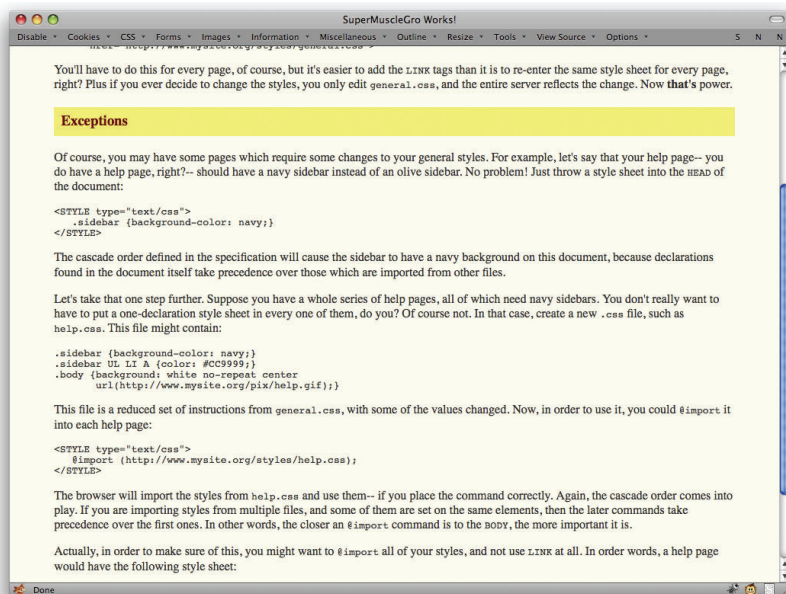 SuperMuscleGro Works!
Disable Cookies CSS Forms Images Information Miscellaneous Outline Resize Tools View Source Options S N N
href="http://www.mysite.org/styles/general.css">
You'll have to do this for every page, of course, but it's easier to add the LINK tags than it is to re-enter the same style sheet for every page,
right? Plus if you ever decide to change the styles, you only edit general.css, and the entire server reflects the change. Now that's power.
Exceptions
Of course, you may have some pages which require some changes to your general styles. For example, let's say that your help page-- you
do have a help page, right?-- should have a navy sidebar instead of an olive sidebar. No problem! Just throw a style sheet into the HEAD of
the document:
<STYLE type="text/css">
.sidebar {background-color: navy;}
</STYLE>
The cascade order defined in the specification will cause the sidebar to have a navy background on this document, because declarations
found in the document itself take precedence over those which are imported from other files.
Let's take that one step further. Suppose you have a whole series of help pages, all of which need navy sidebars. You don't really want to
have to put a one-declaration style sheet in every one of them, do you? Of course not. In that case, create a new .css file, such as
help.css. This file might contain:
.sidebar {background-color: navy;}
.sidebar UL LI A {color: #CC9999;}
.body {background: white no-repeat center
url(http://www.mysite.org/pix/help.gif);}
This file is a reduced set of instructions from general.css, with some of the values changed. Now, in order to use it, you could @import it
into each help page:
<STYLE type="text/css">
@import (http://www.mysite.org/styles/help.css);
</STYLE>
The browser will import the styles from help.css and use them-- if you place the command correctly. Again, the cascade order comes into
play. If you are importing styles from multiple files, and some of them are set on the same elements, then the later commands take
precedence over the first ones. In other words, the closer an @import command is to the BODY, the more important it is.
Actually, in order to make sure of this, you might want to @import all of your styles, and not use LINK at all. In order words, a help page
would have the following style sheet:
Done